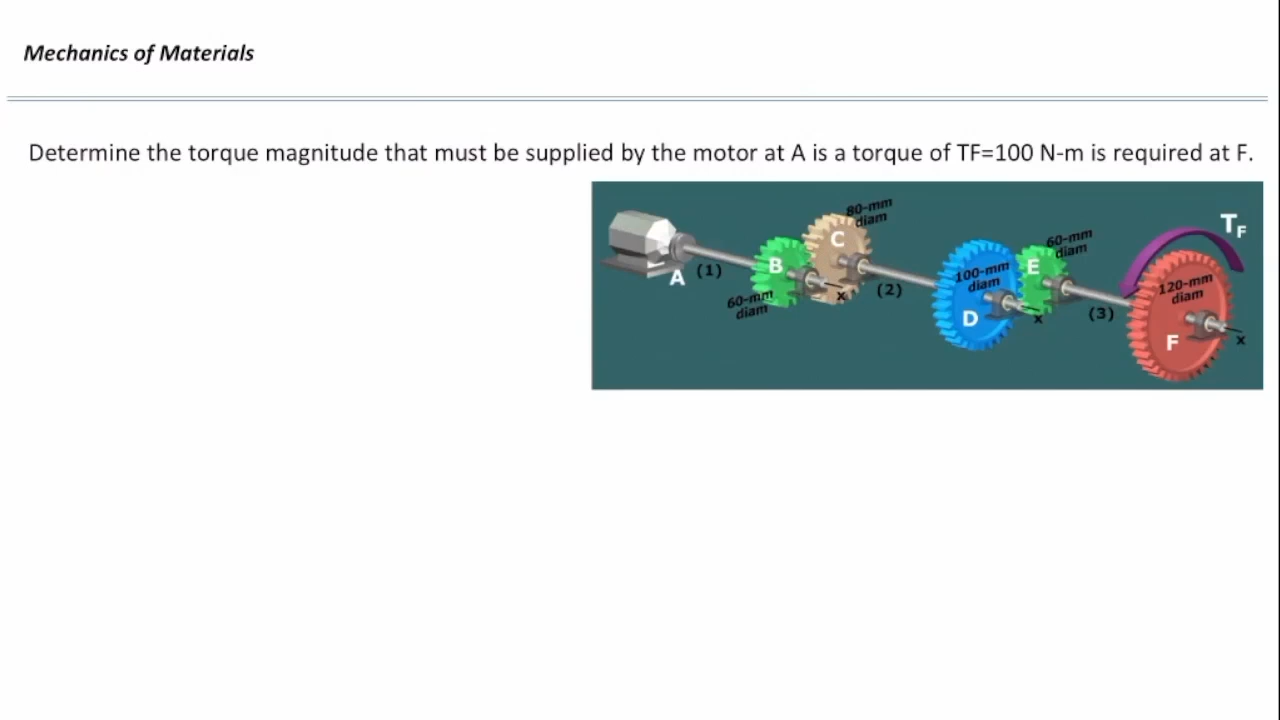 Mechanics of Materials
Determine the torque magnitude that must be supplied by the motor at A is a torque of TF=100 N-m is required at F.
80-mm
diam
TF
C
60-mm
diam
B
E
A
(1)
100-mm
diam
120-mm
diam
60-mm
diam
x
(2)
D
x
(3)
F
x